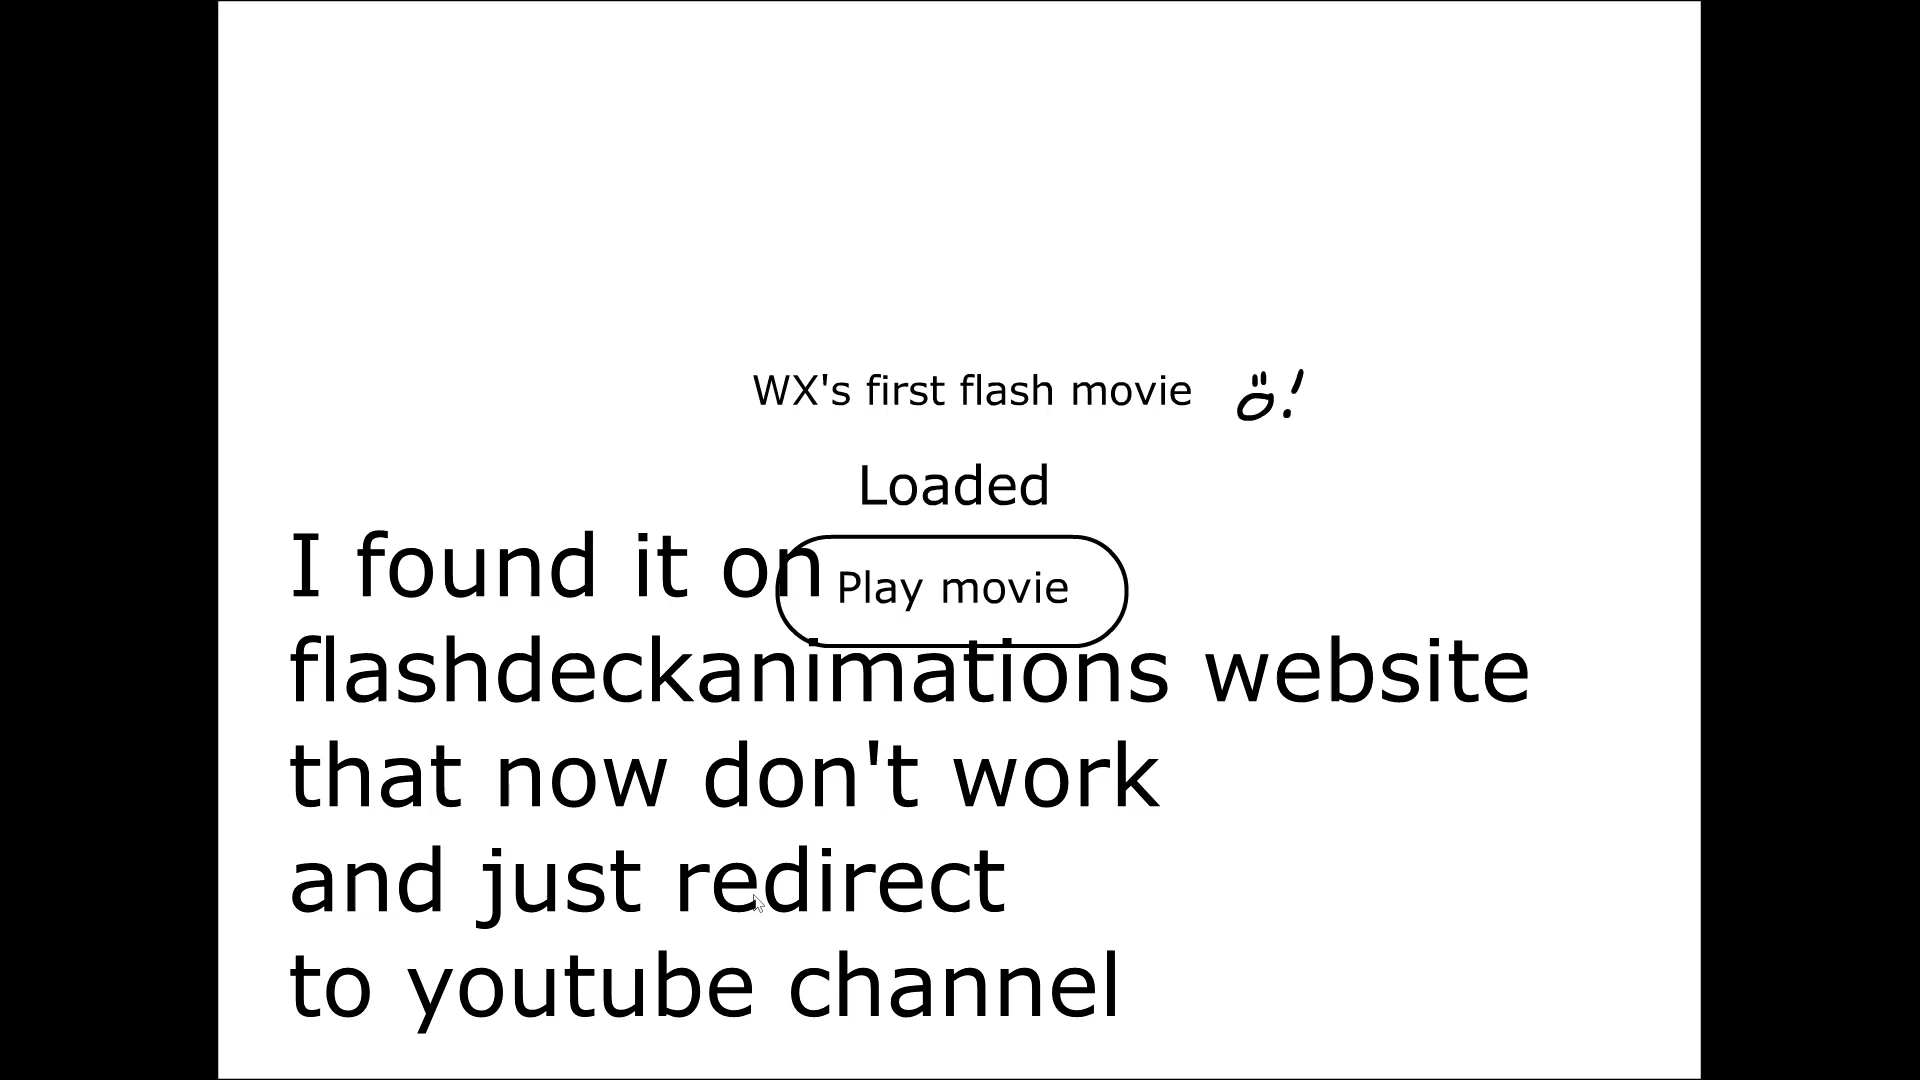 WX's first flash movie
Loaded
Play movie
I found it on
flashdeckanimations website
that now don't work
and just redirect
to youtube channel